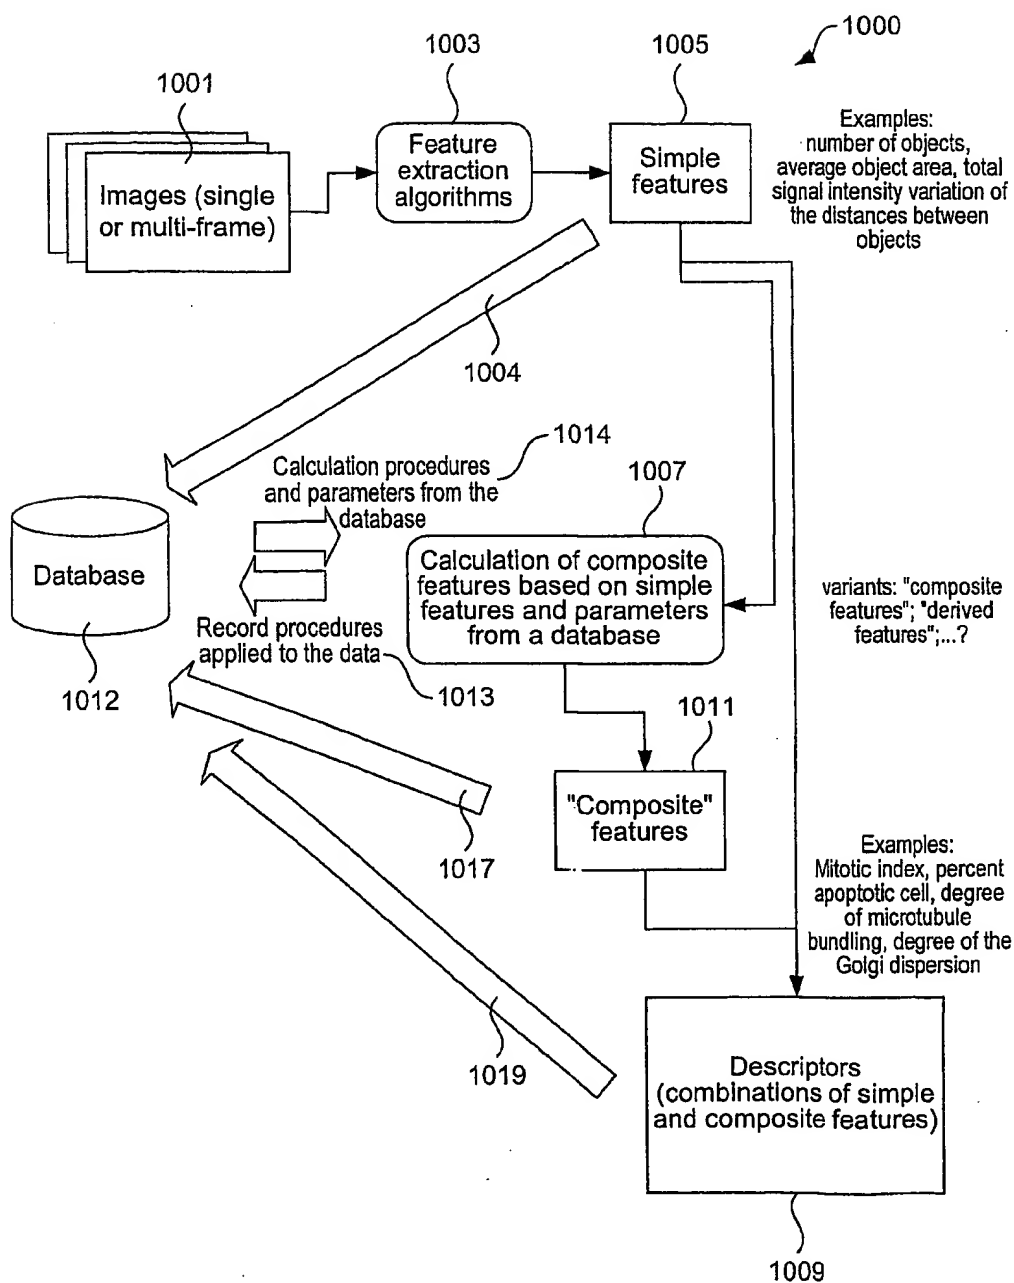 1000
1003
1005
1001
Images (single
or multi-frame)
Feature
extraction
algorithms
Simple
features
Examples:
number of objects,
average object area, total
signal intensity variation of
the distances between
objects
1004
1014
Calculation procedures
and parameters from the
database
1007
Database
Calculation of composite
features based on simple
features and parameters
from a database
variants: "composite
features"; "derived
features";...?
Record procedures
applied to the data
1012
1013
1011
"Composite"
features
1017
Examples:
Mitotic index, percent
apoptotic cell, degree
of microtubule
bundling, degree of the
Golgi dispersion
1019
Descriptors
(combinations of simple
and composite features)
1009